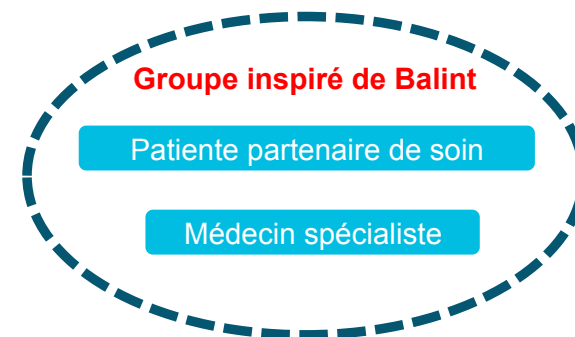 Groupe inspiré de Balint
Patiente partenaire de soin
Médecin spécialiste